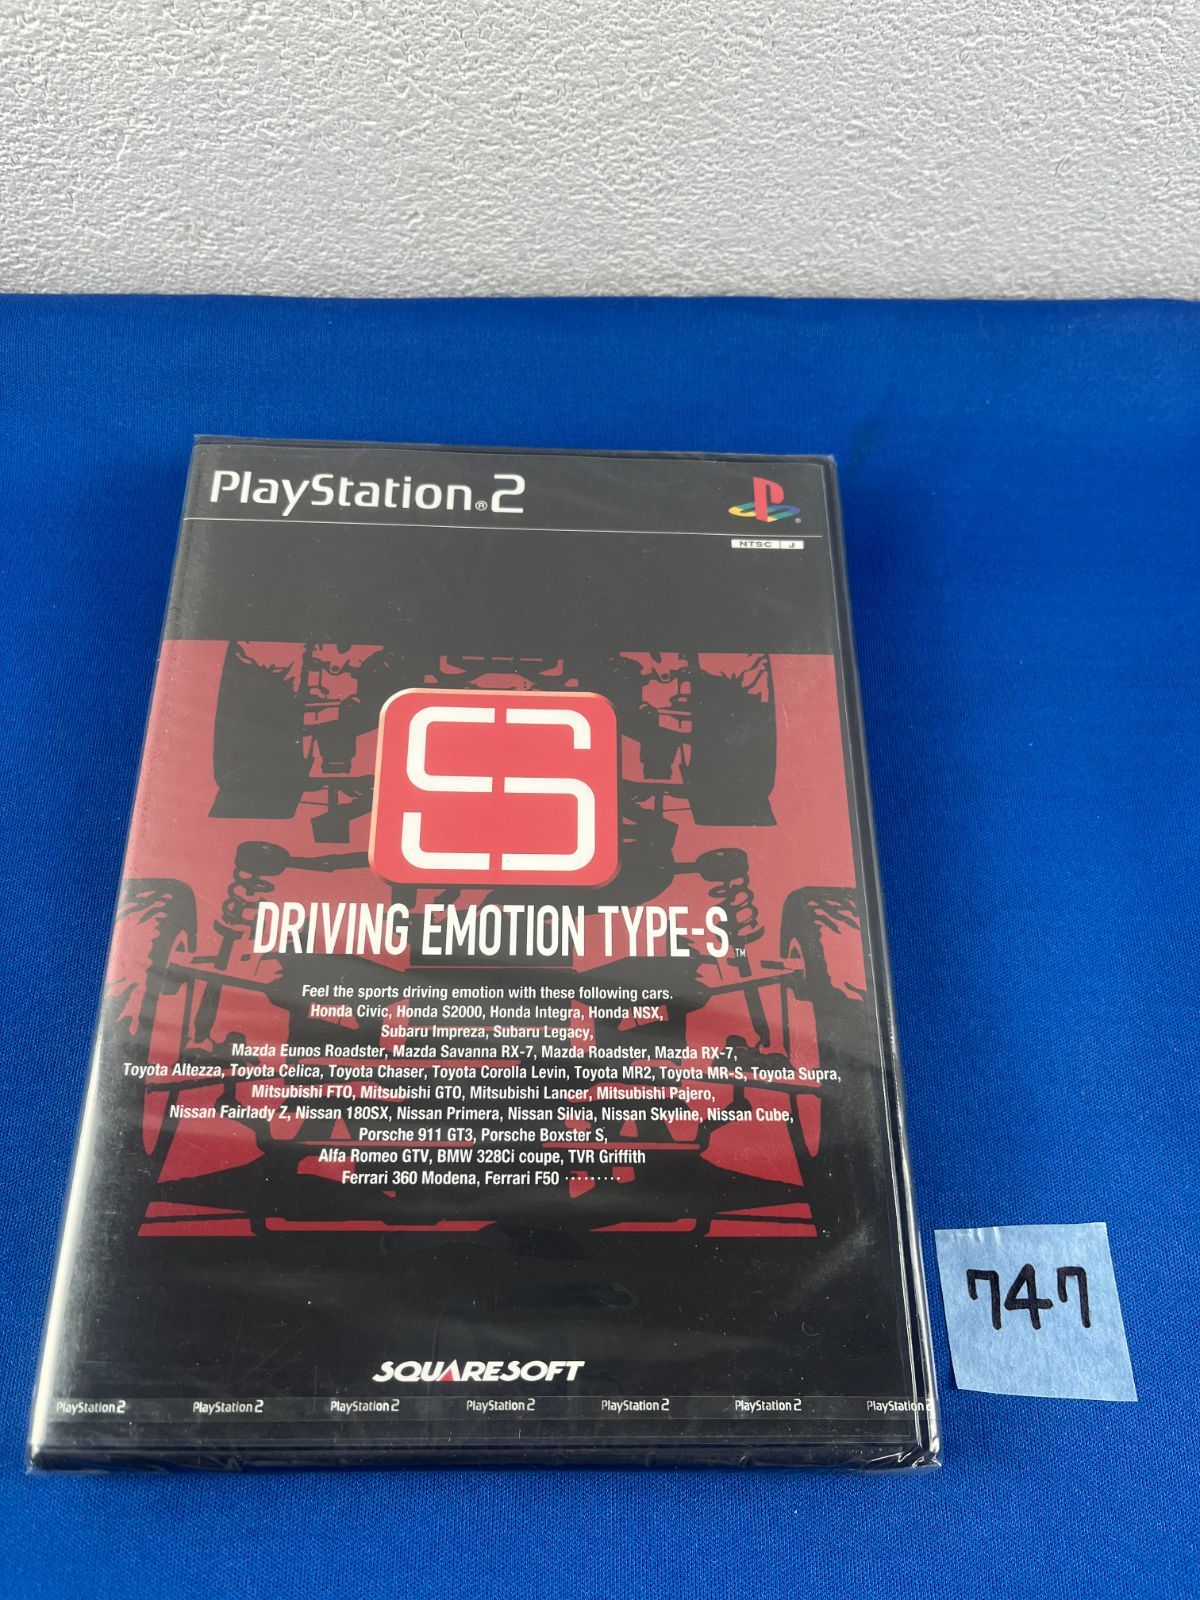 PlayStation®2
NTSC J
DRIVING EMOTION TYPE-S™
Feel the sports driving emotion with these following cars.
Honda Civic, Honda S2000, Honda Integra, Honda NSX,
Subaru Impreza, Subaru Legacy,
Mazda Eunos Roadster, Mazda Savanna RX-7, Mazda Roadster, Mazda RX-7,
Toyota Altezza, Toyota Celica, Toyota Chaser, Toyota Corolla Levin, Toyota MR2, Toyota MR-S, Toyota Supra,
Mitsubishi FTO, Mitsubishi GTO, Mitsubishi Lancer, Mitsubishi Pajero,
Nissan Fairlady Z, Nissan 180SX, Nissan Primera, Nissan Silvia, Nissan Skyline, Nissan Cube,
Porsche 911 GT3, Porsche Boxster S,
Alfa Romeo GTV, BMW 328Ci coupe, TVR Griffith
Ferrari 360 Modena, Ferrari F50 ·········
747
SQUARESOFT
PlayStation2 PlayStation2 PlayStation2 PlayStation2 PlayStation2 PlayStation2 PlayStation2